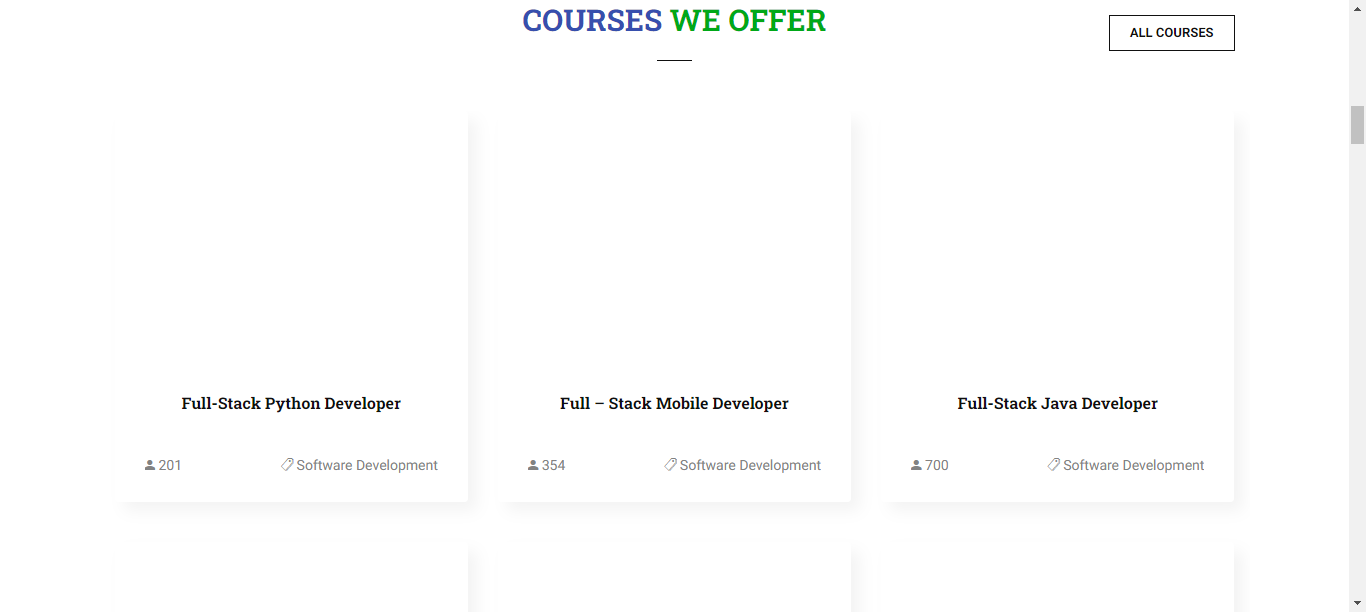 COURSES WE OFFER
ALL COURSES
Full-Stack Python Developer
201
Software Development
Full – Stack Mobile Developer
354
Software Development
Full-Stack Java Developer
700
Software Development